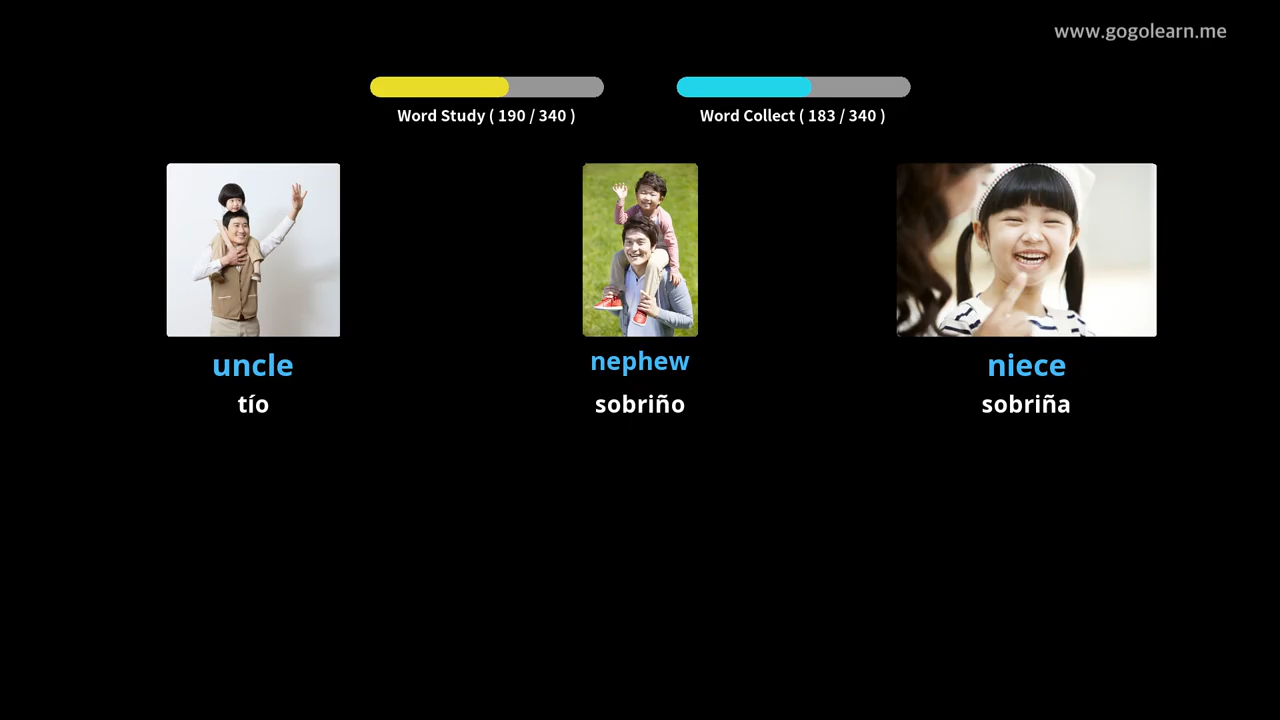 www.gogolearn.me
Word Study ( 190 / 340 )
Word Collect ( 183 / 340 )
uncle
tío
nephew
sobriño
niece
sobriña